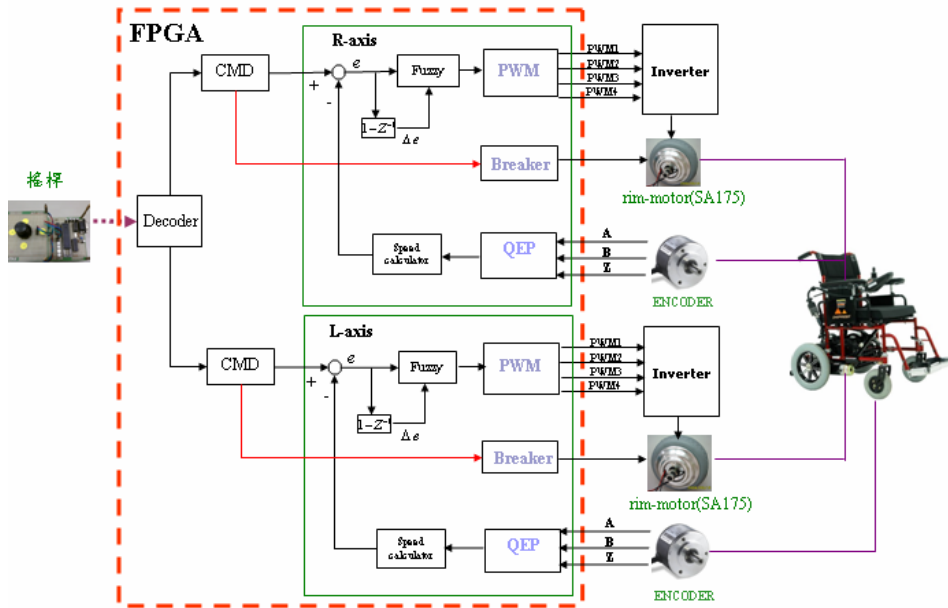 FPGA
R-axis
CMD
+
-
e
Fuzzy
PWM
PWM1
PWM2
PWM3
PWM4
Inverter
1-Z⁻¹
Δe
Breaker
rim-motor(SA175)
搖桿
Decoder
Speed calculator
QEP
A
B
Z
ENCODER
L-axis
CMD
+
-
e
Fuzzy
PWM
PWM1
PWM2
PWM3
PWM4
Inverter
1-Z⁻¹
Δe
Breaker
rim-motor(SA175)
Speed calculator
QEP
A
B
Z
ENCODER